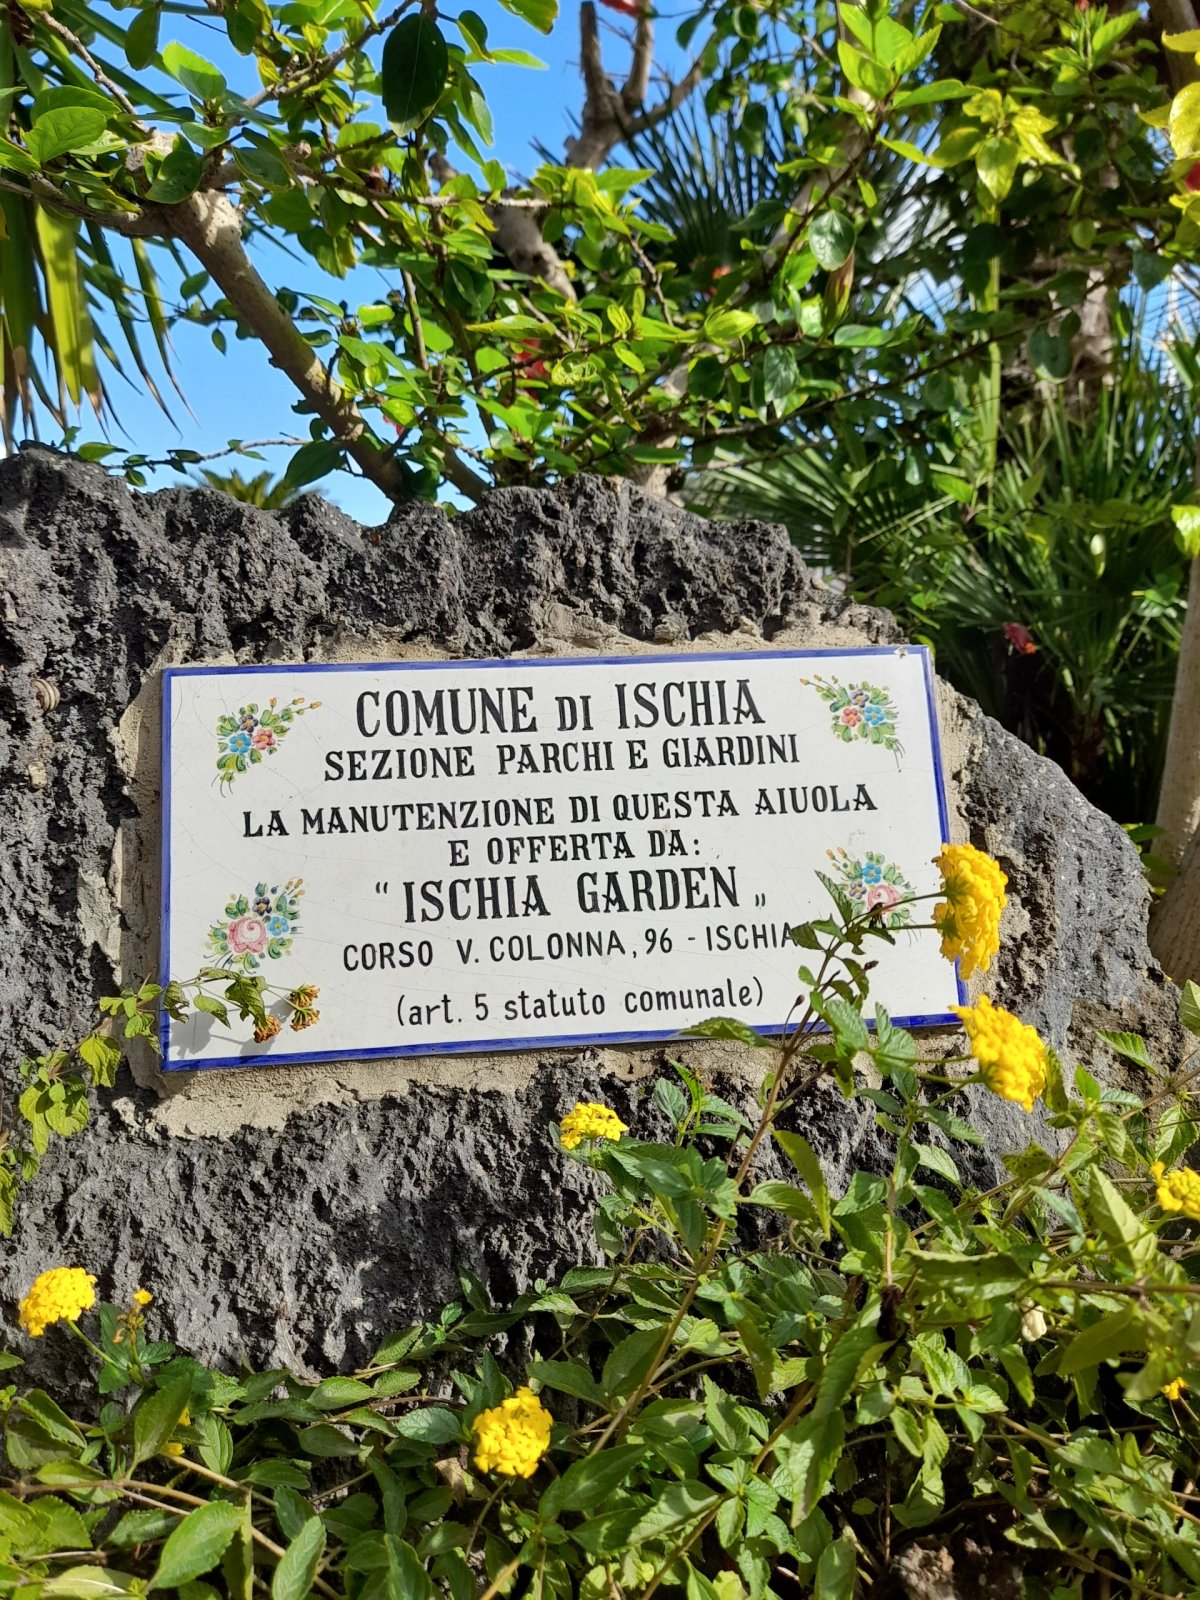 COMUNE DI ISCHIA
SEZIONE PARCHI E GIARDINI
LA MANUTENZIONE DI QUESTA AIUOLA
E OFFERTA DA:
“ISCHIA GARDEN„
CORSO V. COLONNA, 96 - ISCHIA
(art. 5 statuto comunale)